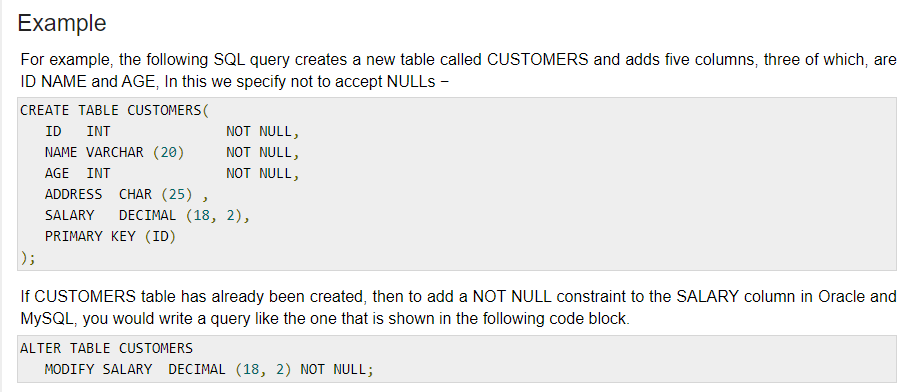 Example
For example, the following SQL query creates a new table called CUSTOMERS and adds five columns, three of which, are
ID NAME and AGE, In this we specify not to accept NULLs −
CREATE TABLE CUSTOMERS(
   ID   INT              NOT NULL,
   NAME VARCHAR (20)     NOT NULL,
   AGE  INT              NOT NULL,
   ADDRESS  CHAR (25) ,
   SALARY   DECIMAL (18, 2),
   PRIMARY KEY (ID)
);
If CUSTOMERS table has already been created, then to add a NOT NULL constraint to the SALARY column in Oracle and
MySQL, you would write a query like the one that is shown in the following code block.
ALTER TABLE CUSTOMERS
   MODIFY SALARY  DECIMAL (18, 2) NOT NULL;